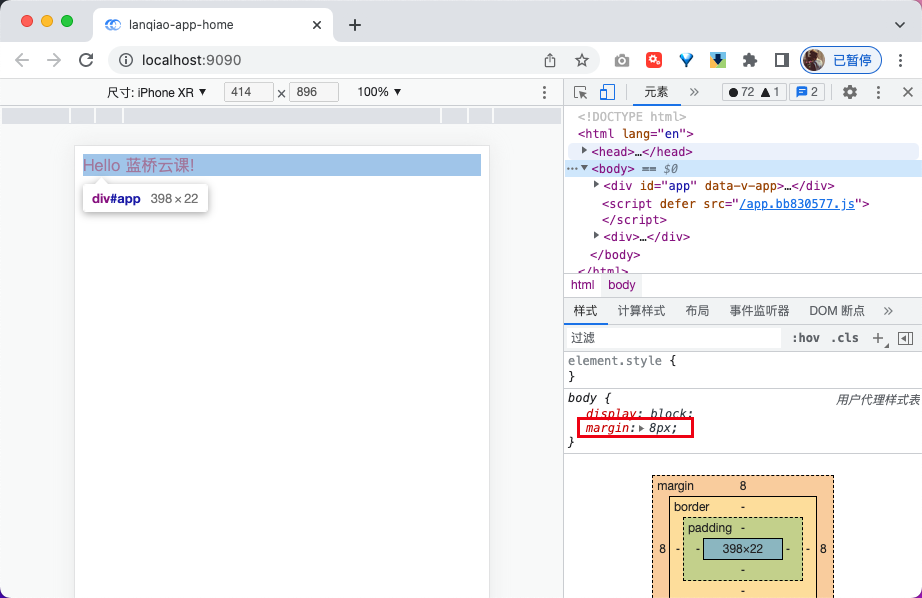 lanqiao-app-home
localhost:9090
已暂停
尺寸: iPhone XR ▼ 414 × 896 100% ▼
元素 » 72 1 2
<!DOCTYPE html>
<html lang="en">
<head>…</head>
<body> == $0
<div id="app" data-v-app>…</div>
<script defer src="/app.bb830577.js">
</script>
<div>…</div>
</body>
</html>
html body
样式 计算样式 布局 事件监听器 DOM 断点 »
过滤 :hov .cls +
element.style {
}
body { 用户代理样式表
display: block;
margin: 8px;
}
margin 8
border -
padding -
8 - - 398×22 - - 8
-
-
Hello 蓝桥云课!
div#app 398 × 22